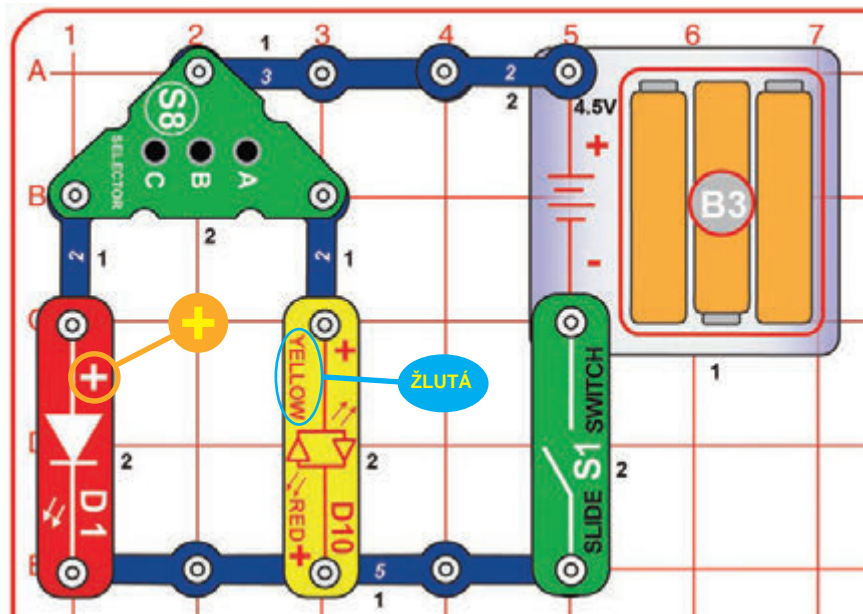 1 2 3 4 5 6 7
A
1
3
2
2
4.5V
S8
SELECTOR
C B A
+
B3
B
2
2
1
2
1
-
C
+
+
+
YELLOW
ŽLUTÁ
1
SLIDE S1 SWITCH
D
2
2
2
D1
RED+
D10
E
5
1